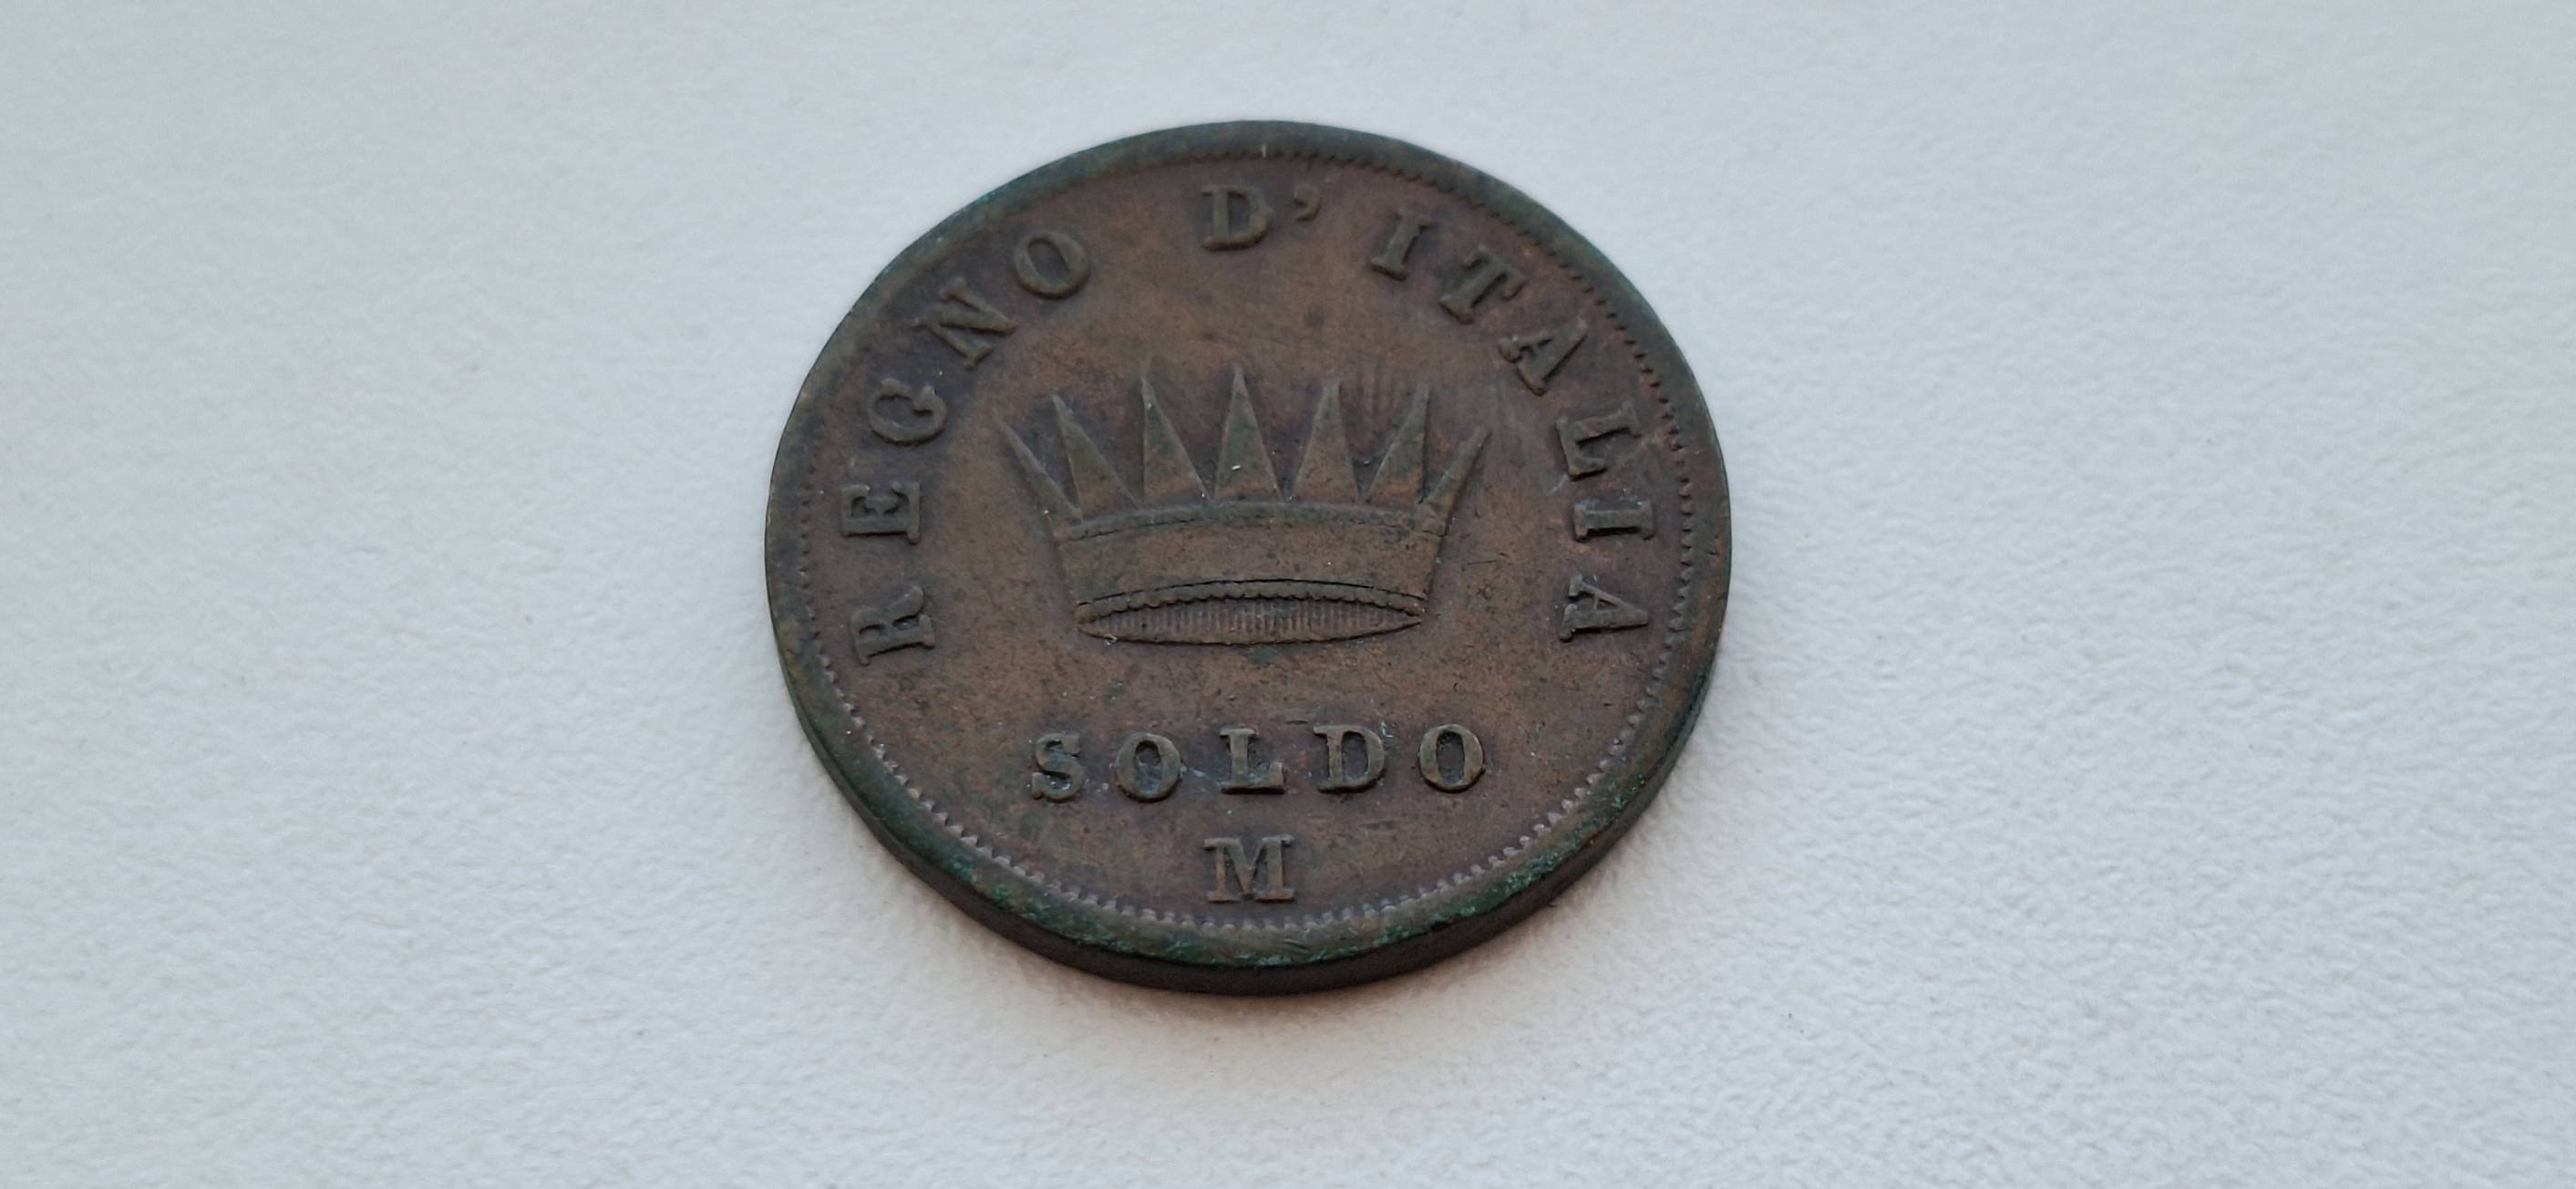 REGNO D' ITALIA
SOLDO
M